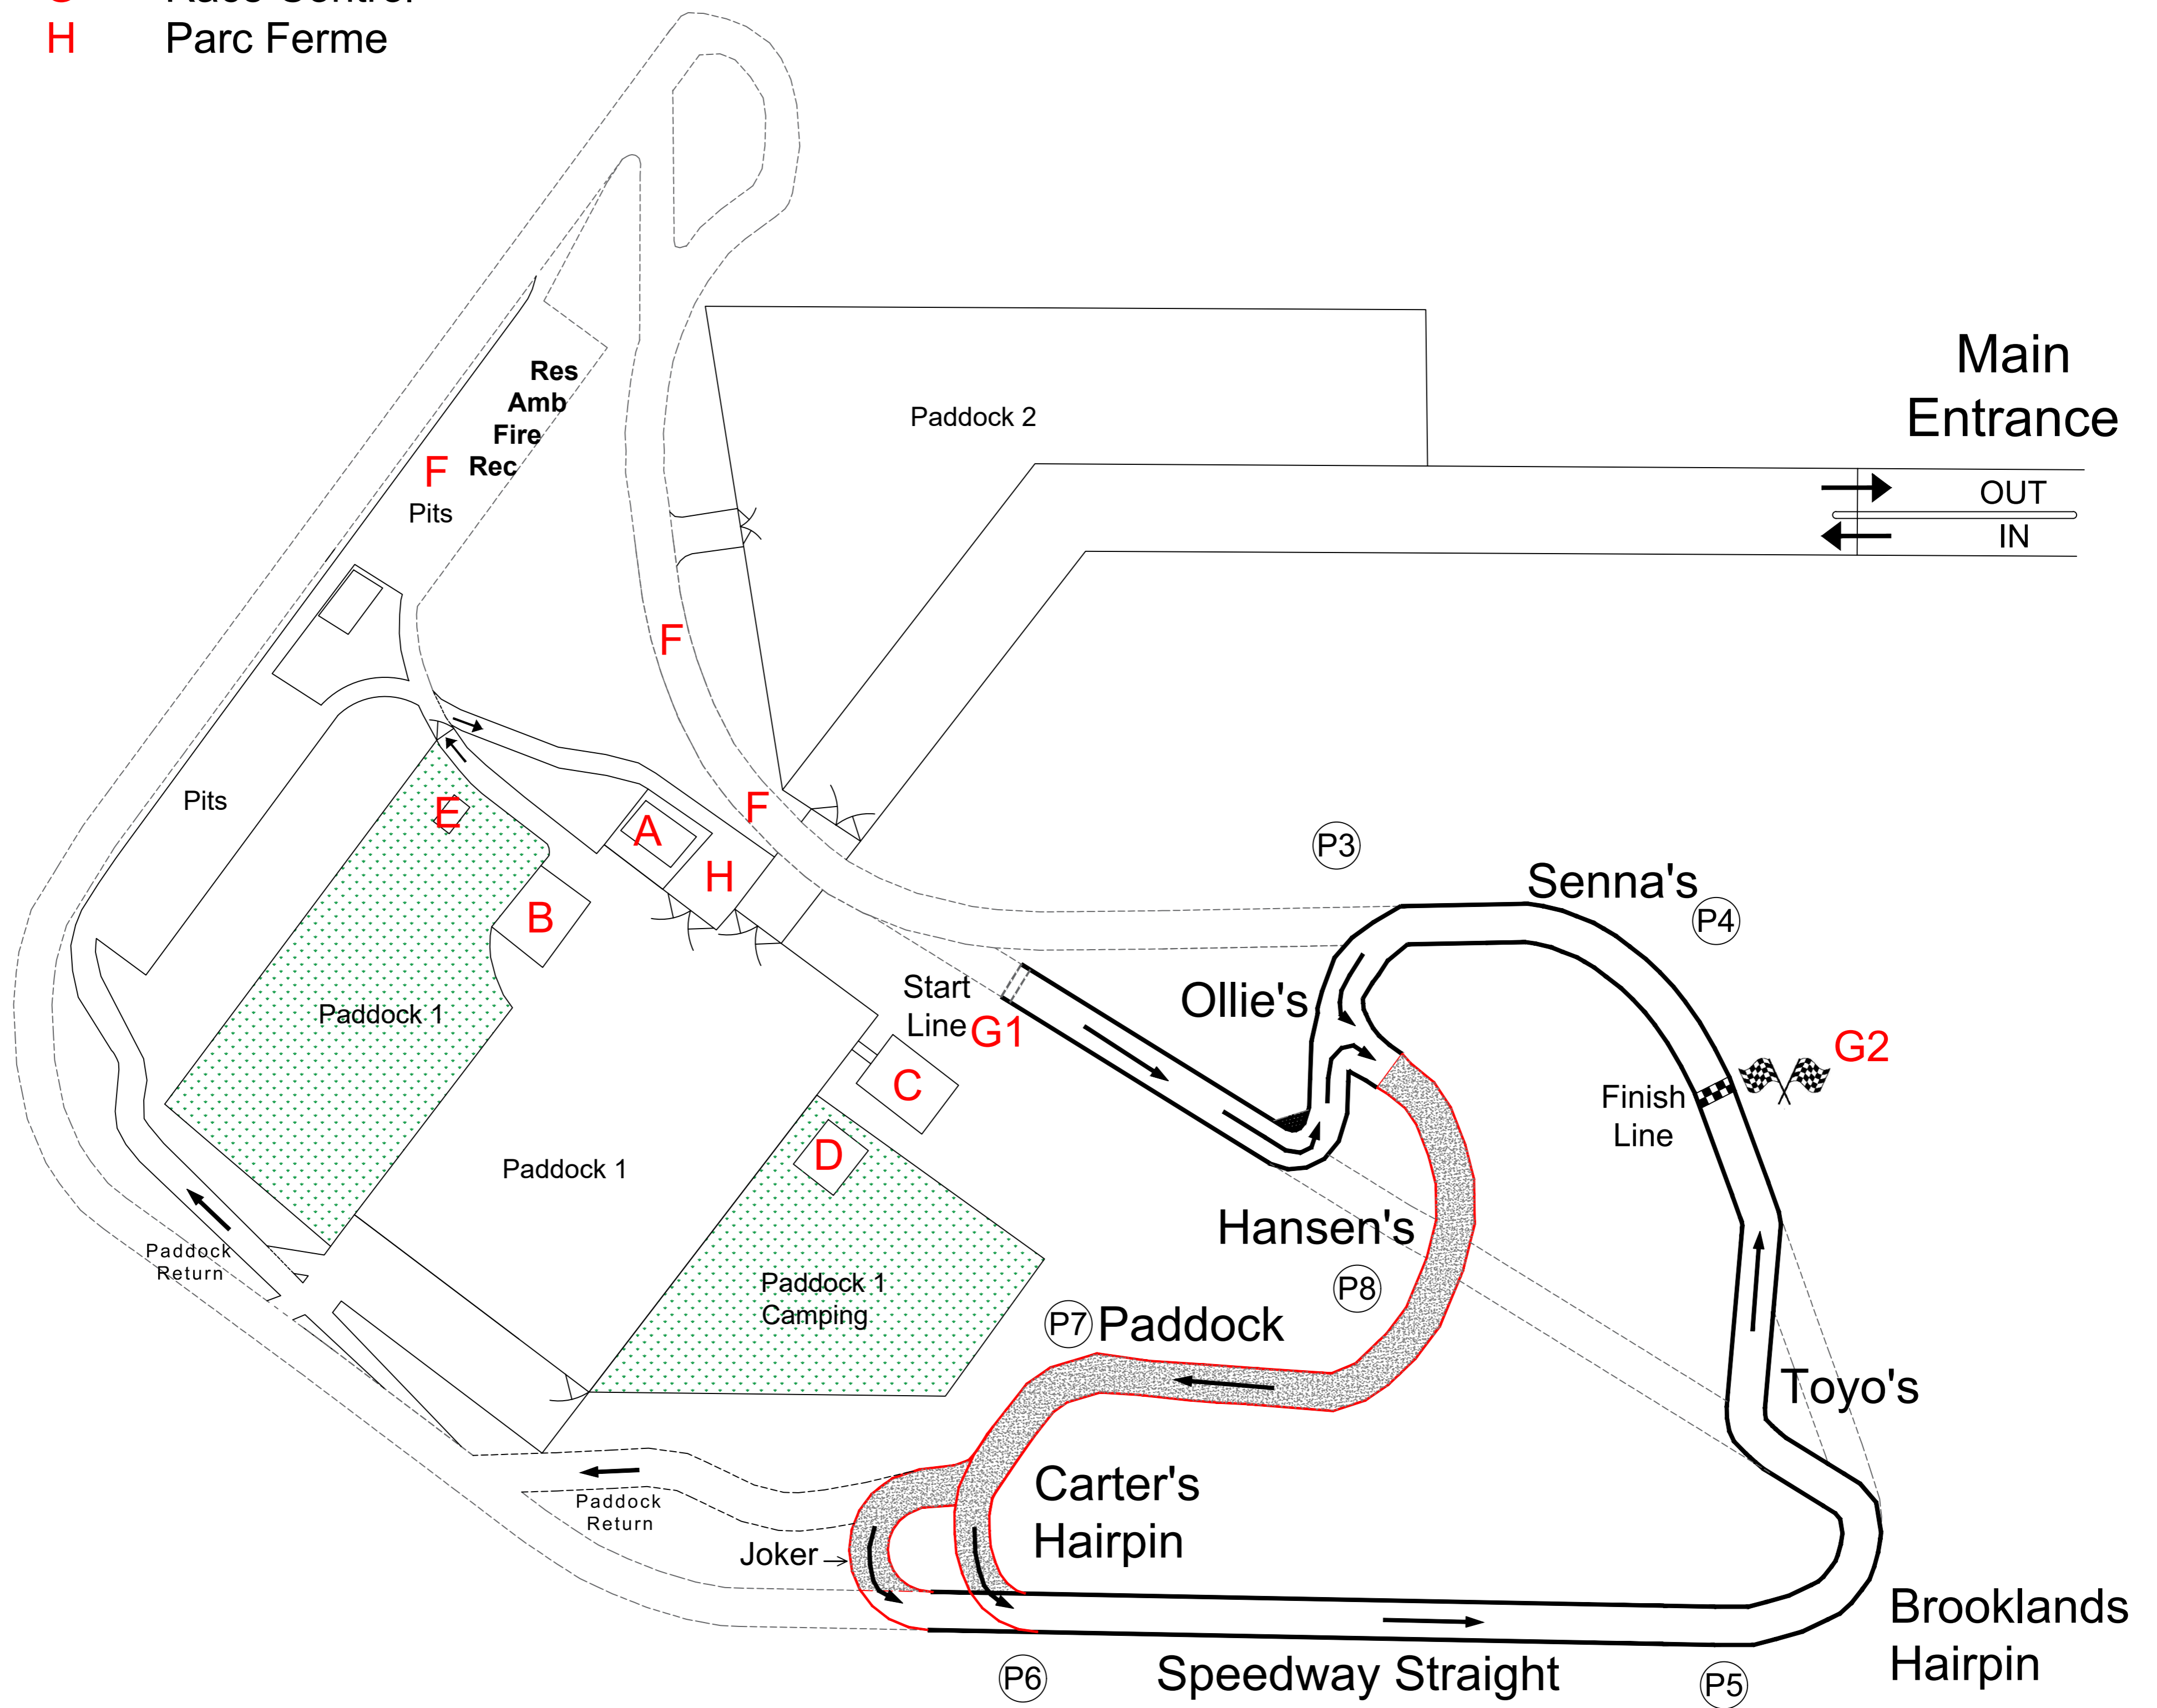 H Parc Ferme
Main
Entrance
OUT
IN
Paddock 2
Res
Amb
Fire
Rec
F
Pits
F
F
Pits
E
A
H
B
P3
Senna's
P4
Ollie's
Start
Line
G1
G2
Finish
Line
Paddock 1
C
D
Paddock 1
Hansen's
P8
Paddock
Return
Paddock 1
Camping
P7
Paddock
Toyo's
Carter's
Hairpin
Paddock
Return
Joker
Brooklands
Hairpin
Speedway Straight
P6
P5